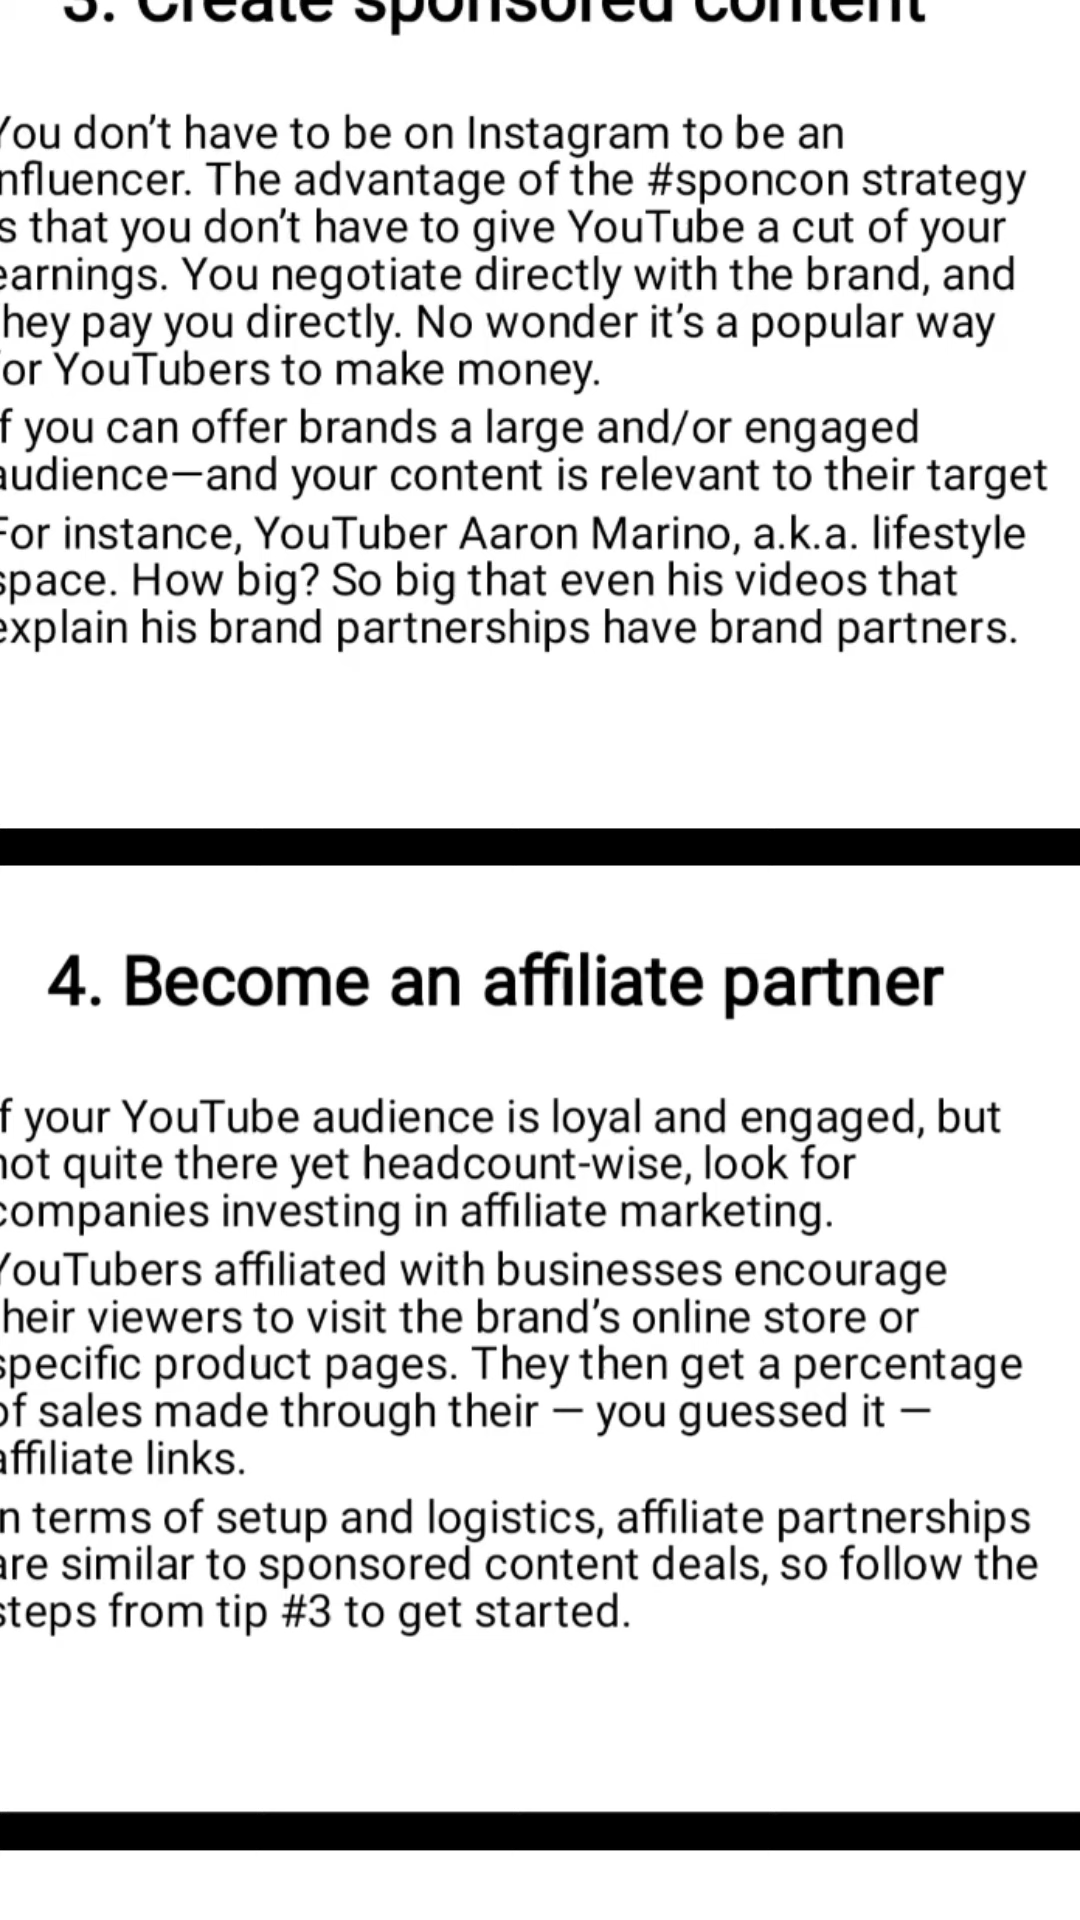 3. Create sponsored content
You don't have to be on Instagram to be an
nfluencer. The advantage of the #sponcon strategy
s that you don't have to give YouTube a cut of your
earnings. You negotiate directly with the brand, and
hey pay you directly. No wonder it's a popular way
for YouTubers to make money.
f you can offer brands a large and/or engaged
audience—and your content is relevant to their target
For instance, YouTuber Aaron Marino, a.k.a. lifestyle
space. How big? So big that even his videos that
explain his brand partnerships have brand partners.
4. Become an affiliate partner
f your YouTube audience is loyal and engaged, but
not quite there yet headcount-wise, look for
companies investing in affiliate marketing.
YouTubers affiliated with businesses encourage
heir viewers to visit the brand's online store or
specific product pages. They then get a percentage
of sales made through their — you guessed it —
affiliate links.
n terms of setup and logistics, affiliate partnerships
are similar to sponsored content deals, so follow the
steps from tip #3 to get started.